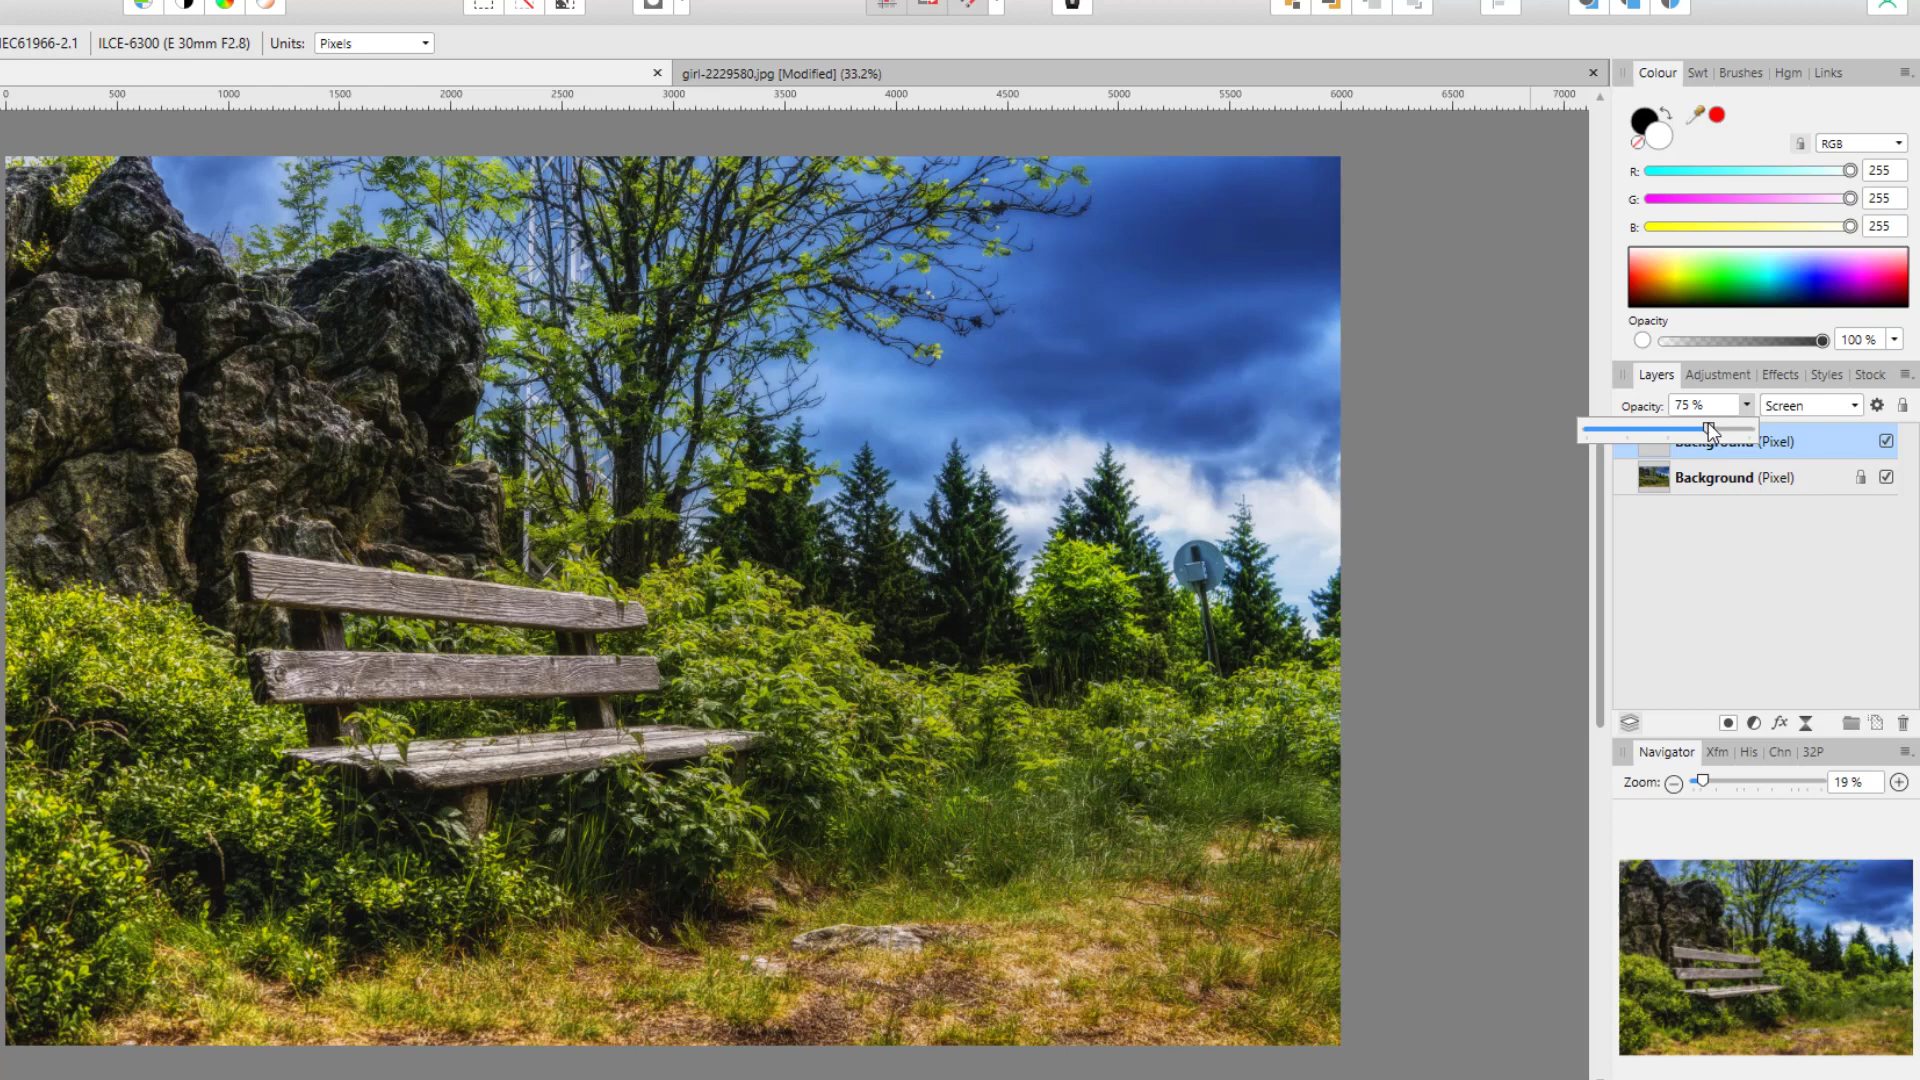 IEC61966-2.1 ILCE-6300 (E 30mm F2.8) Units: Pixels
girl-2229580.jpg [Modified] (33.2%)
0 500 1000 1500 2000 2500 3000 3500 4000 4500 5000 5500 6000 6500 7000
Colour Swt Brushes Hgm Links
RGB
R: 255
G: 255
B: 255
Opacity
100 %
Layers Adjustment Effects Styles Stock
Opacity: 75 % Screen
Background (Pixel)
Background (Pixel)
fx
Navigator Xfm His Chn 32P
Zoom: 19 %